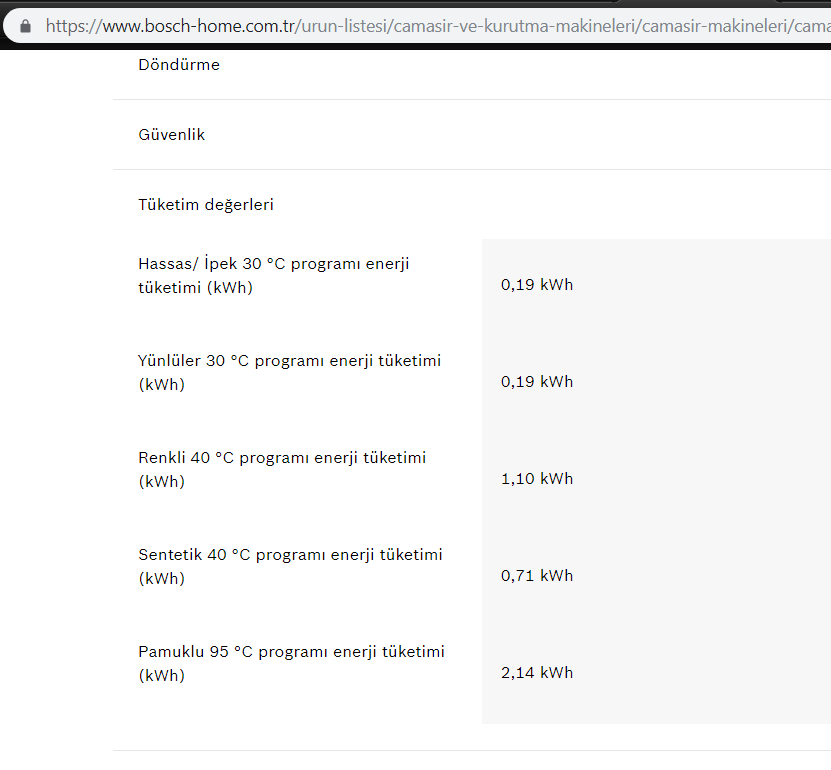 https://www.bosch-home.com.tr/urun-listesi/camasir-ve-kurutma-makineleri/camasir-makineleri/cama
Döndürme
Güvenlik
Tüketim değerleri
Hassas/ İpek 30 °C programı enerji
tüketimi (kWh)
0,19 kWh
Yünlüler 30 °C programı enerji tüketimi
(kWh)
0,19 kWh
Renkli 40 °C programı enerji tüketimi
(kWh)
1,10 kWh
Sentetik 40 °C programı enerji tüketimi
(kWh)
0,71 kWh
Pamuklu 95 °C programı enerji tüketimi
(kWh)
2,14 kWh